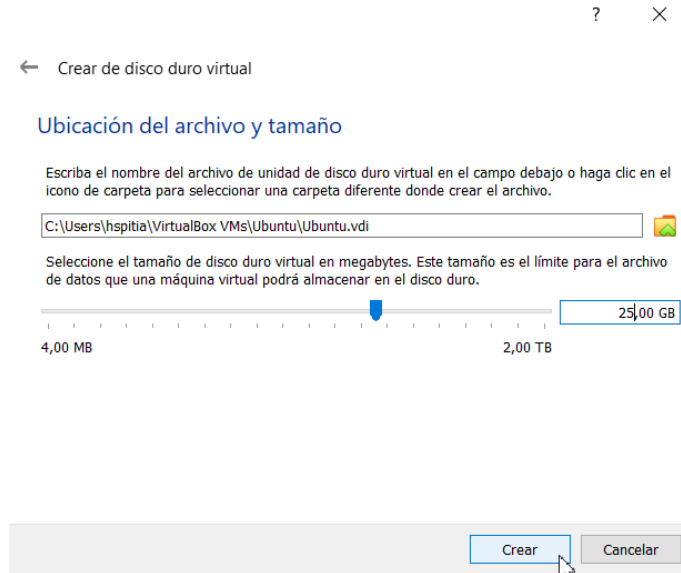 ?
Crear de disco duro virtual
Ubicación del archivo y tamaño
Escriba el nombre del archivo de unidad de disco duro virtual en el campo debajo o haga clic en el
icono de carpeta para seleccionar una carpeta diferente donde crear el archivo.
C:\Users\hspitia\VirtualBox VMs\Ubuntu\Ubuntu.vdi
Seleccione el tamaño de disco duro virtual en megabytes. Este tamaño es el límite para el archivo
de datos que una máquina virtual podrá almacenar en el disco duro.
25,00 GB
4,00 MB 2,00 TB
Crear Cancelar